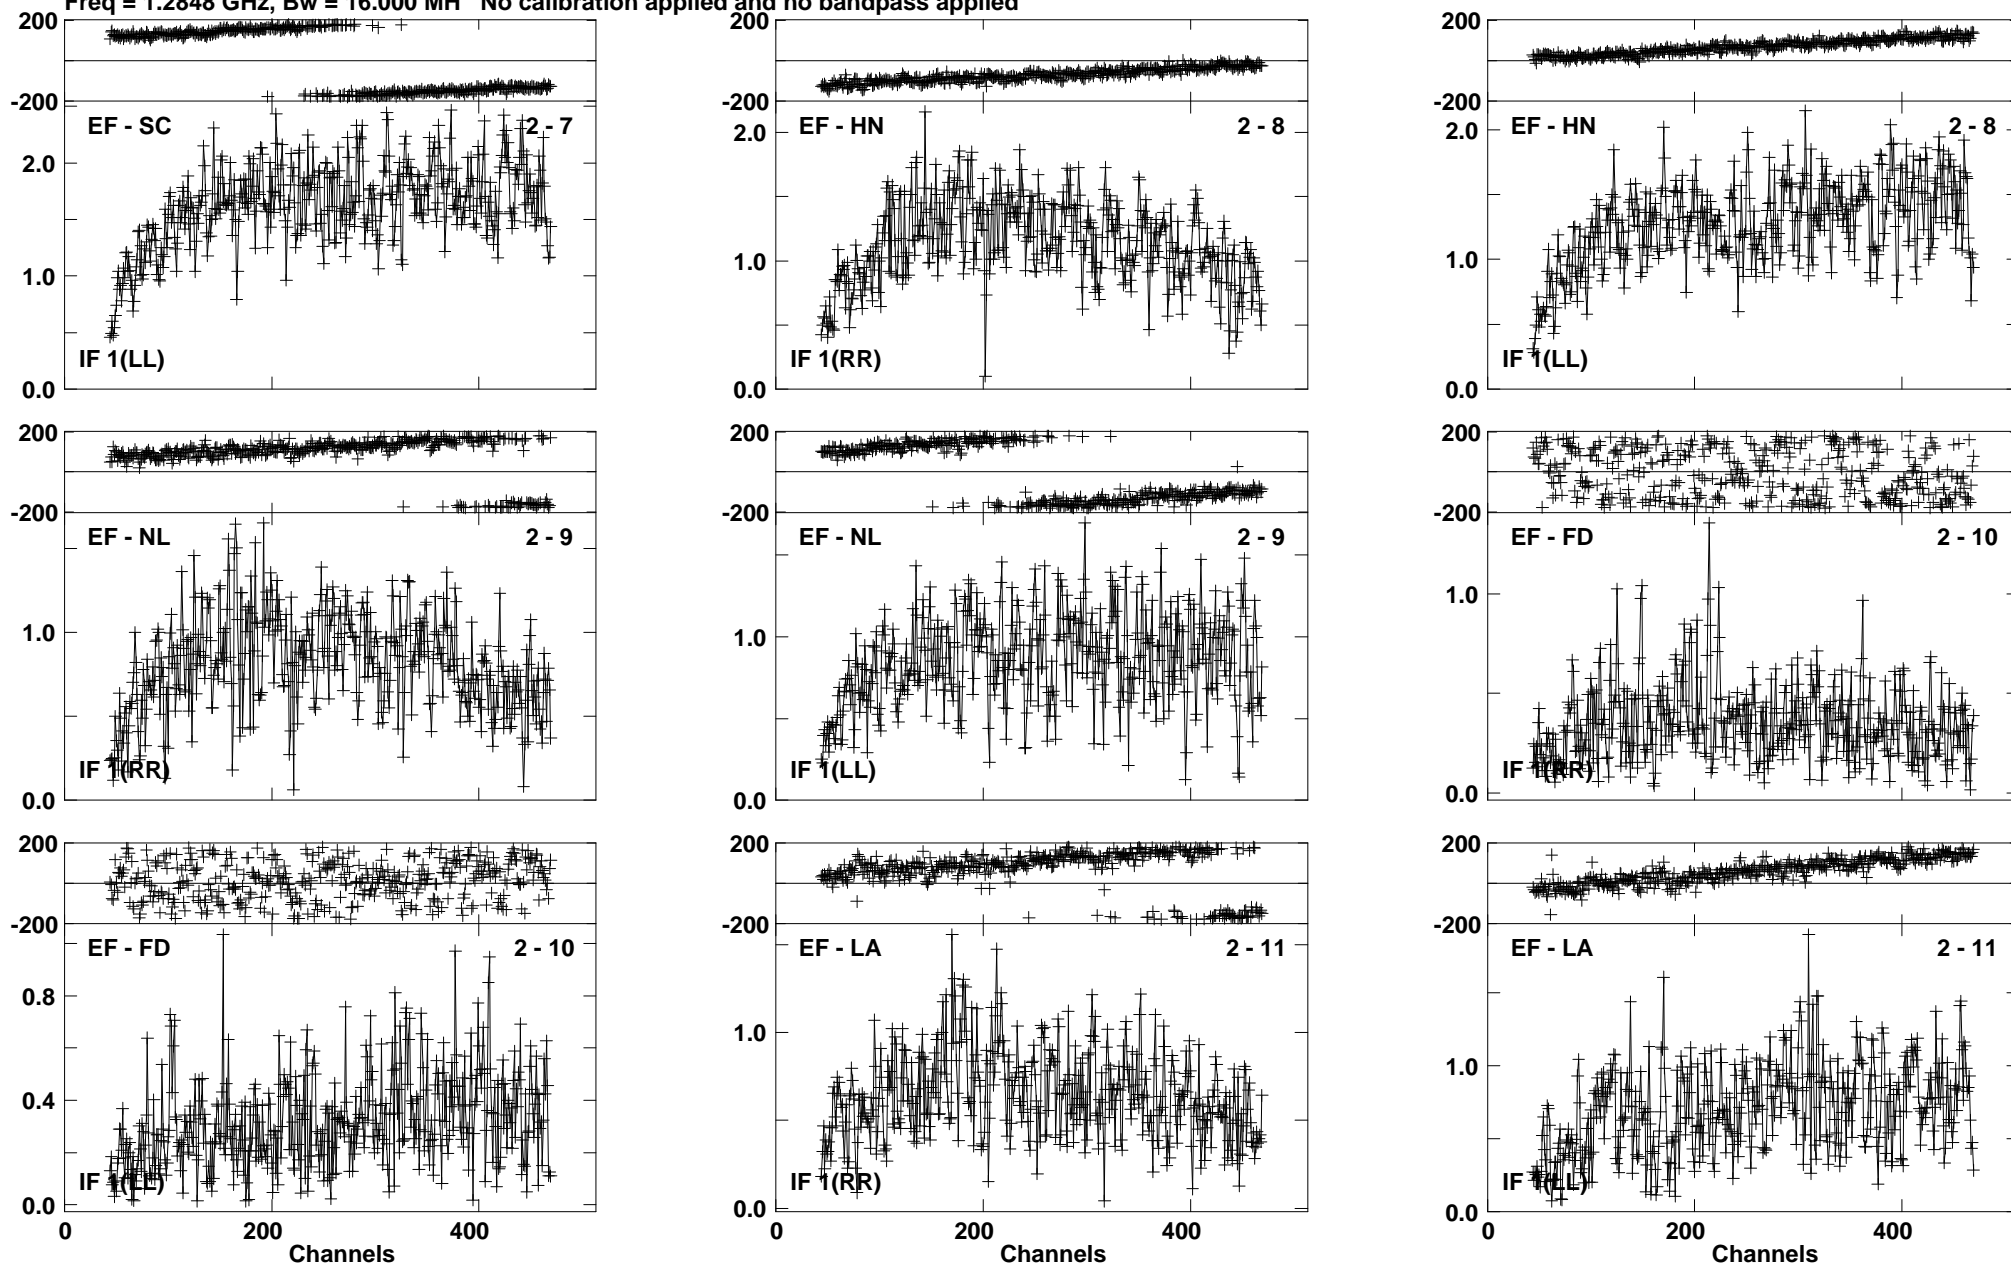 Freq = 1.2848 GHz, Bw = 16.000 MH No calibration applied and no bandpass applied
200 200 200
-200 -200 -200
EF - SC 2 - 7 EF - HN 2 - 8 EF - HN 2 - 8
2.0 2.0 2.0
1.0 1.0 1.0
IF 1(LL) IF 1(RR) IF 1(LL)
0.0 0.0 0.0
200 200 200
-200 -200 -200
EF - NL 2 - 9 EF - NL 2 - 9 EF - FD 2 - 10
1.0 1.0 1.0
IF 1(RR) IF 1(LL) IF 1(RR)
0.0 0.0 0.0
200 200 200
-200 -200 -200
EF - FD 2 - 10 EF - LA 2 - 11 EF - LA 2 - 11
0.8 1.0 1.0
0.4
IF 1(LL) IF 1(RR) IF 1(LL)
0.0 0.0 0.0
0 200 400 0 200 400 0 200 400
Channels Channels Channels